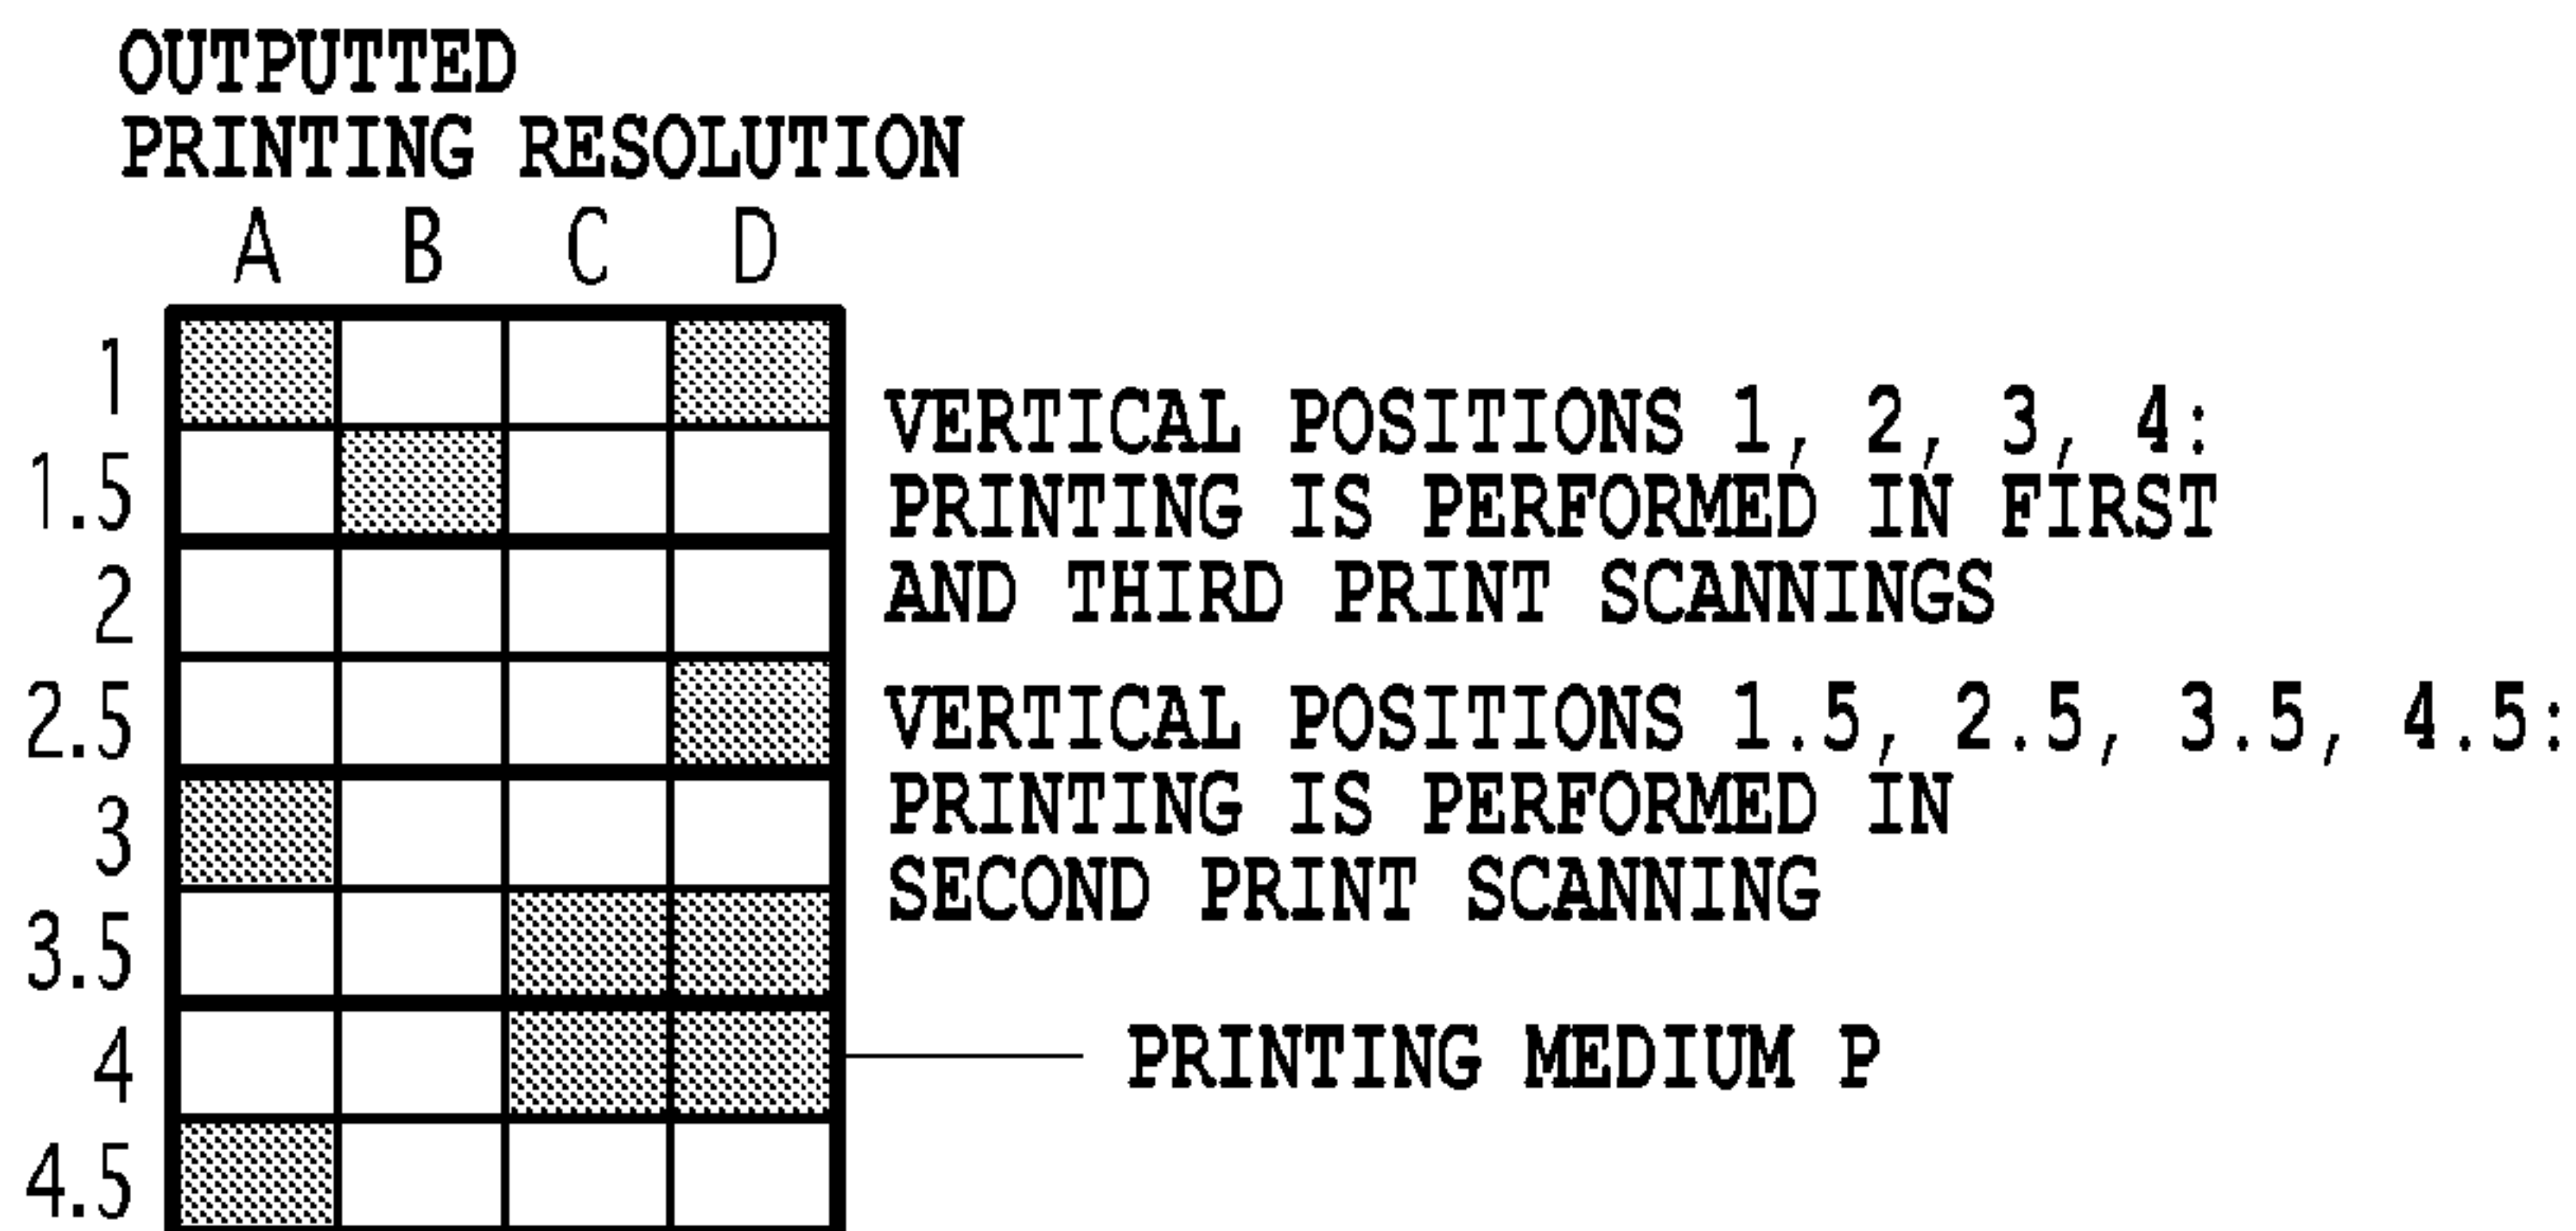 OUTPUTTED
PRINTING RESOLUTION
A B C D
1
1.5
2
2.5
3
3.5
4
4.5
VERTICAL POSITIONS 1, 2, 3, 4:
PRINTING IS PERFORMED IN FIRST
AND THIRD PRINT SCANNINGS
VERTICAL POSITIONS 1.5, 2.5, 3.5, 4.5:
PRINTING IS PERFORMED IN
SECOND PRINT SCANNING
PRINTING MEDIUM P